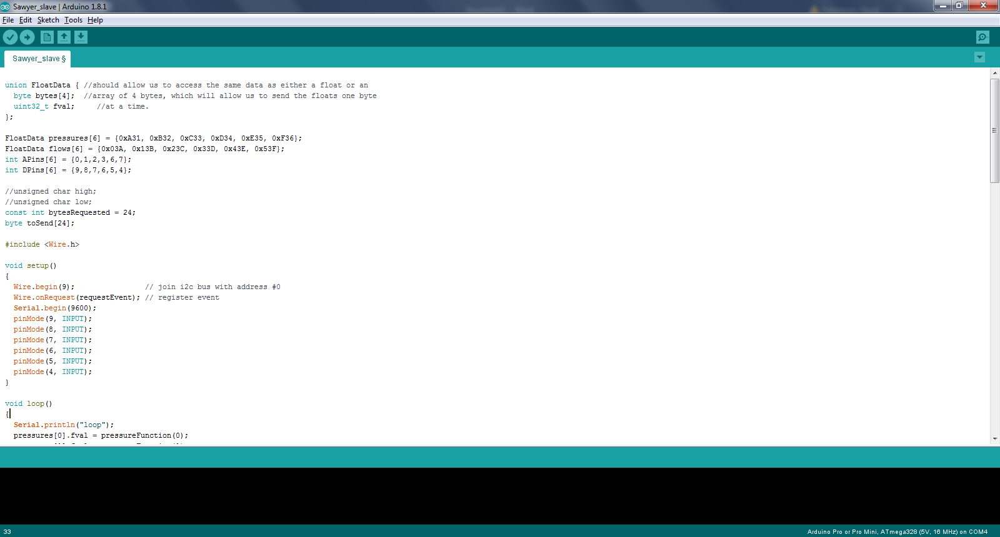 Sawyer_slave | Arduino 1.8.1
File Edit Sketch Tools Help
Sawyer_slave §
union FloatData { //should allow us to access the same data as either a float or an
  byte bytes[4];  //array of 4 bytes, which will allow us to send the floats one byte
  uint32_t fval;     //at a time.
};
FloatData pressures[6] = {0xA31, 0xB32, 0xC33, 0xD34, 0xE35, 0xF36};
FloatData flows[6] = {0x03A, 0x13B, 0x23C, 0x33D, 0x43E, 0x53F};
int APins[6] = {0,1,2,3,6,7};
int DPins[6] = {9,8,7,6,5,4};
//unsigned char high;
//unsigned char low;
const int bytesRequested = 24;
byte toSend[24];
#include <Wire.h>
void setup()
{
  Wire.begin(9);                // join i2c bus with address #0
  Wire.onRequest(requestEvent); // register event
  Serial.begin(9600);
  pinMode(9, INPUT);
  pinMode(8, INPUT);
  pinMode(7, INPUT);
  pinMode(6, INPUT);
  pinMode(5, INPUT);
  pinMode(4, INPUT);
}
void loop()
{
  Serial.println("loop");
  pressures[0].fval = pressureFunction(0);
33
Arduino Pro or Pro Mini, ATmega328 (5V, 16 MHz) on COM4